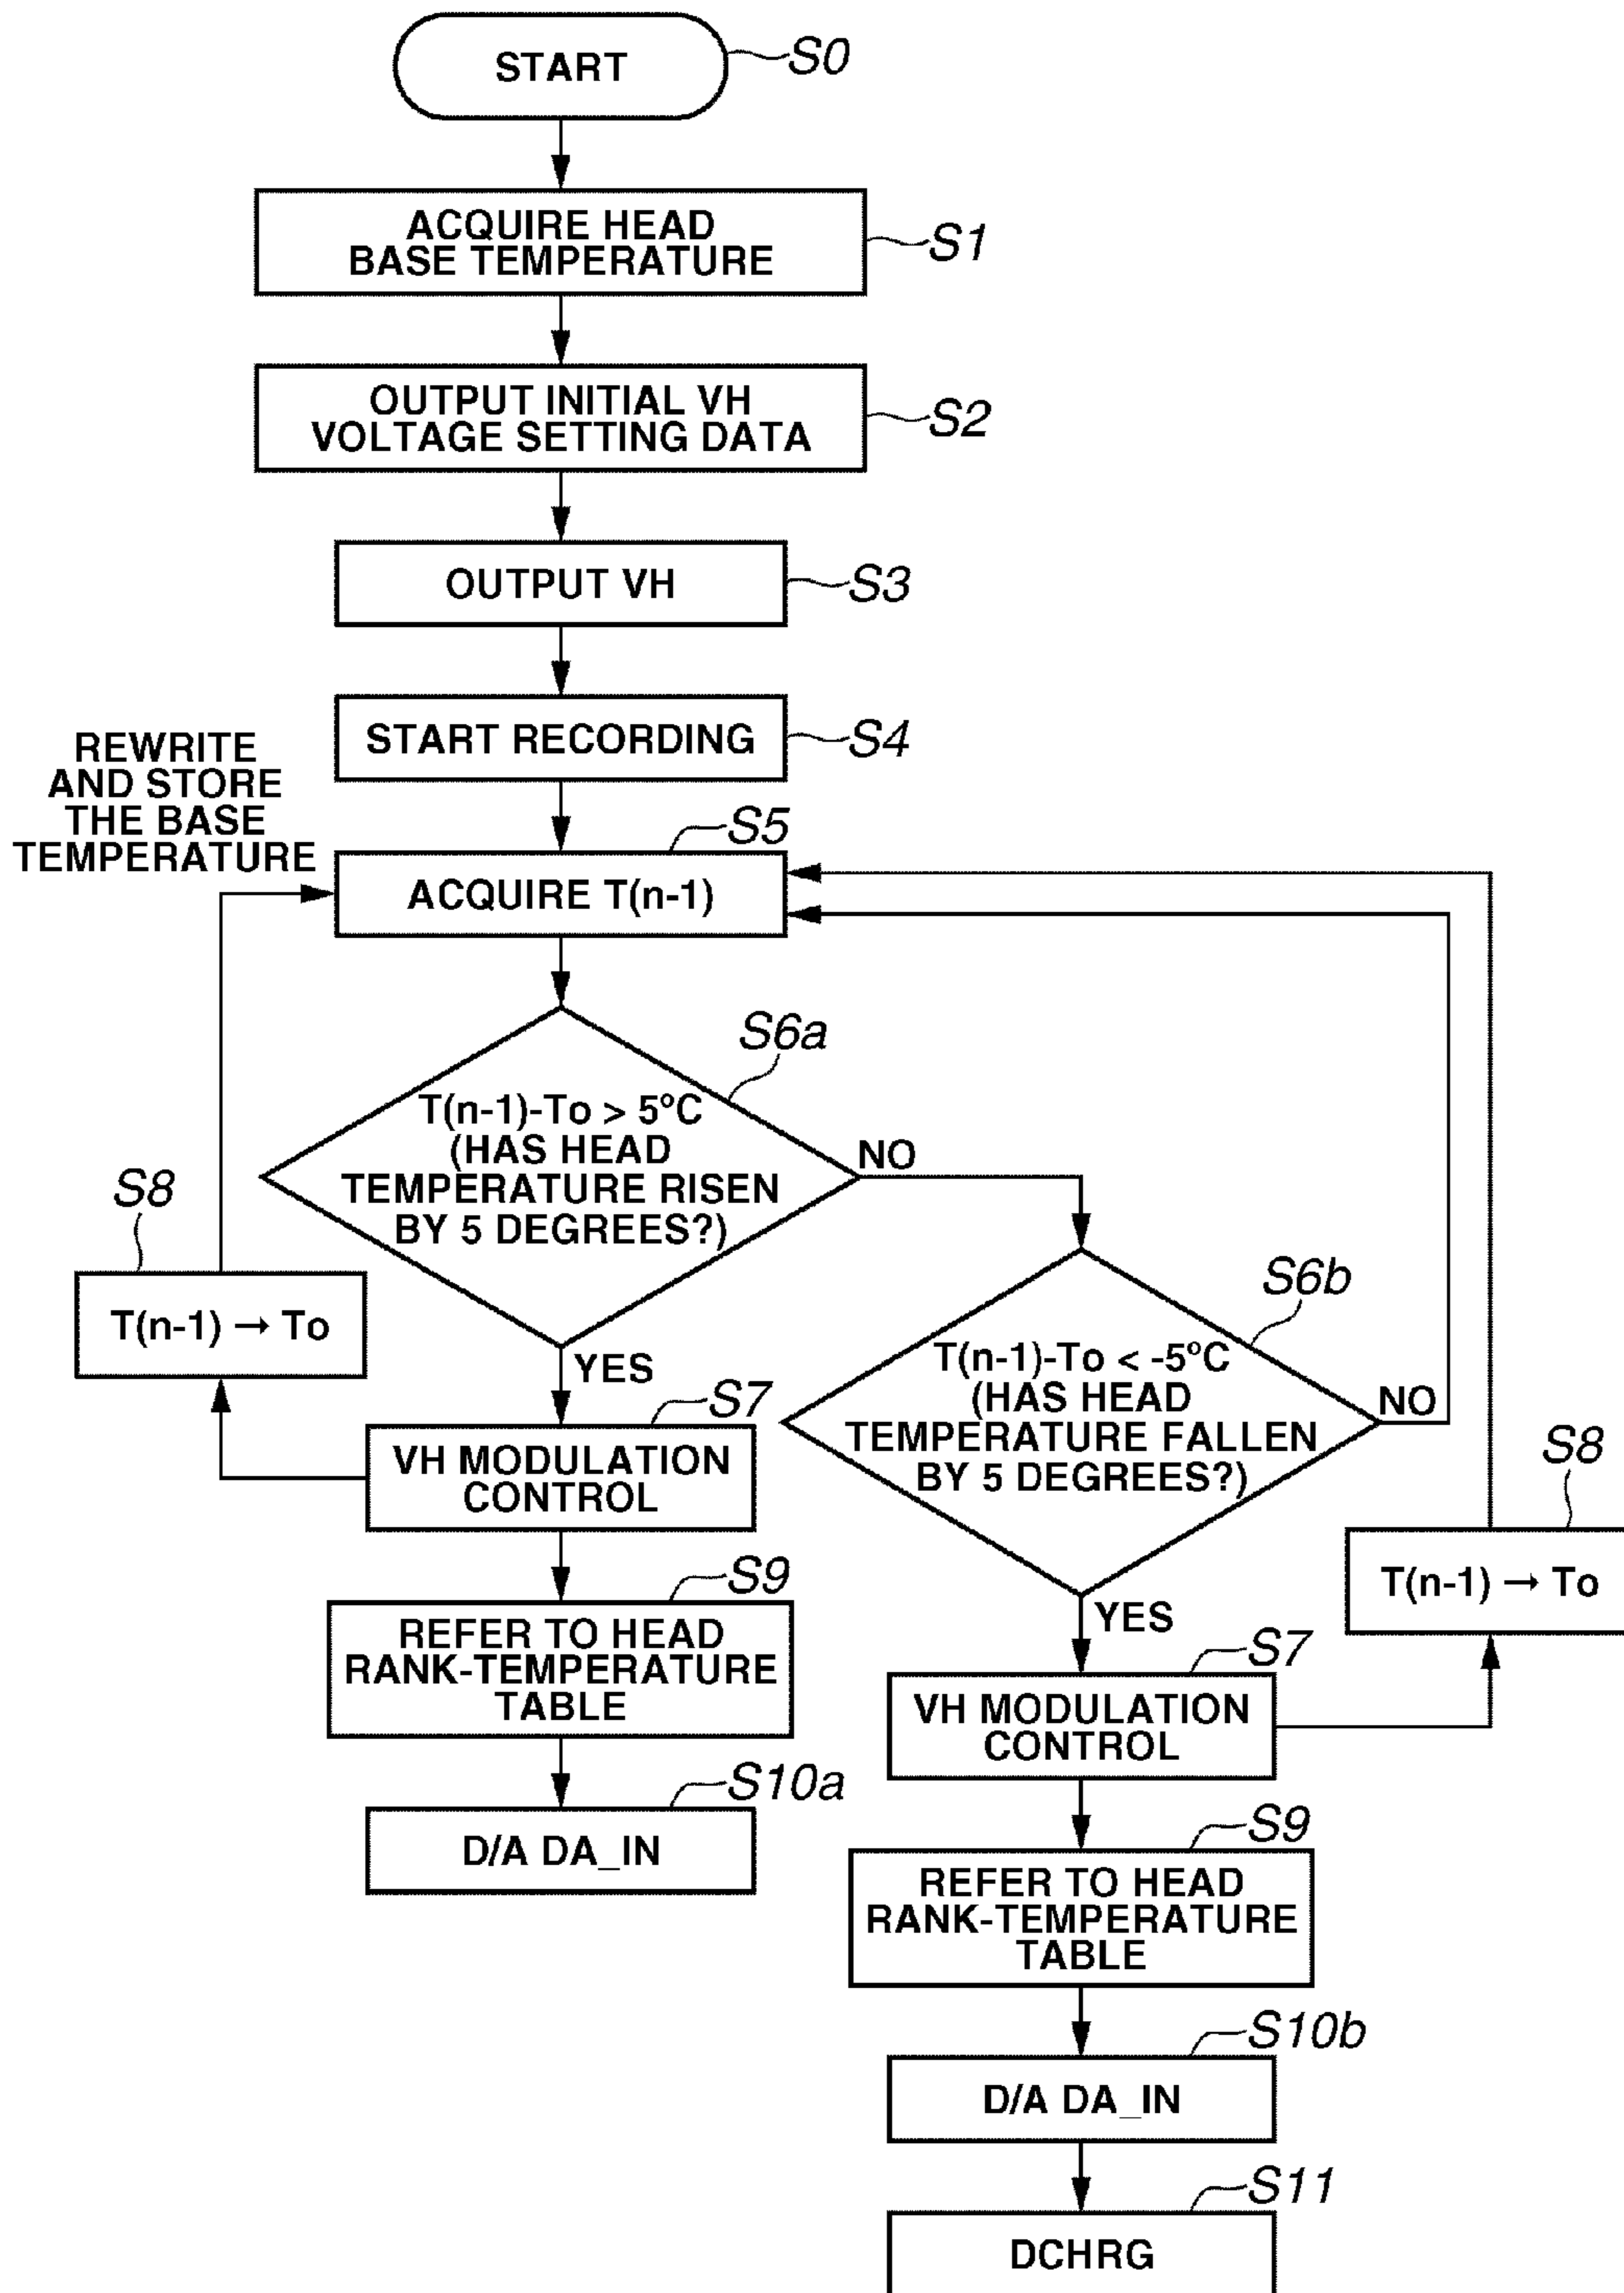 START
S0
ACQUIRE HEAD
BASE TEMPERATURE
S1
OUTPUT INITIAL VH
VOLTAGE SETTING DATA
S2
OUTPUT VH
S3
START RECORDING
S4
REWRITE
AND STORE
THE BASE
TEMPERATURE
S5
ACQUIRE T(n-1)
S6a
T(n-1)-To > 5°C
(HAS HEAD
TEMPERATURE RISEN
BY 5 DEGREES?)
NO
S8
T(n-1) → To
YES
S6b
T(n-1)-To < -5°C
(HAS HEAD
TEMPERATURE FALLEN
BY 5 DEGREES?)
NO
S7
VH MODULATION
CONTROL
S8
T(n-1) → To
S9
REFER TO HEAD
RANK-TEMPERATURE
TABLE
YES
S7
VH MODULATION
CONTROL
S10a
D/A DA_IN
S9
REFER TO HEAD
RANK-TEMPERATURE
TABLE
S10b
D/A DA_IN
S11
DCHRG